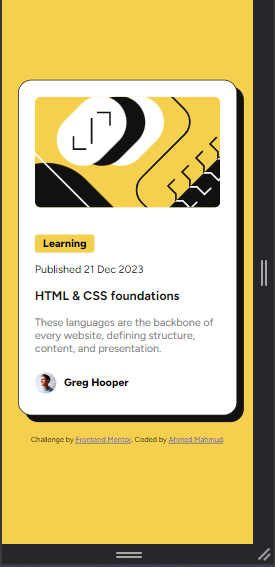 Learning
Published 21 Dec 2023
HTML & CSS foundations
These languages are the backbone of
every website, defining structure,
content, and presentation.
Greg Hooper
Challenge by Frontend Mentor. Coded by Ahmed Mahmud.